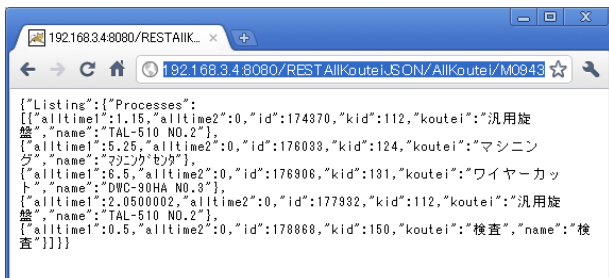 192.168.3.4:8080/RESTAllK...
192.168.3.4:8080/RESTAllKouteiJSON/AllKoutei/M0943
{"Listing":{"Processes":
[{"alltime1":1.15,"alltime2":0,"id":174370,"kid":112,"koutei":"汎用旋
盤","name":"TAL-510 NO.2"},
{"alltime1":5.25,"alltime2":0,"id":176033,"kid":124,"koutei":"マシニン
グ","name":"ﾏｼﾆﾝｸﾞｾﾝﾀ"},
{"alltime1":6.5,"alltime2":0,"id":176906,"kid":131,"koutei":"ワイヤーカッ
ト","name":"DWC-90HA NO.3"},
{"alltime1":2.0500002,"alltime2":0,"id":177932,"kid":112,"koutei":"汎用旋
盤","name":"TAL-510 NO.2"},
{"alltime1":0.5,"alltime2":0,"id":178868,"kid":150,"koutei":"検査","name":"検
査"}]}}